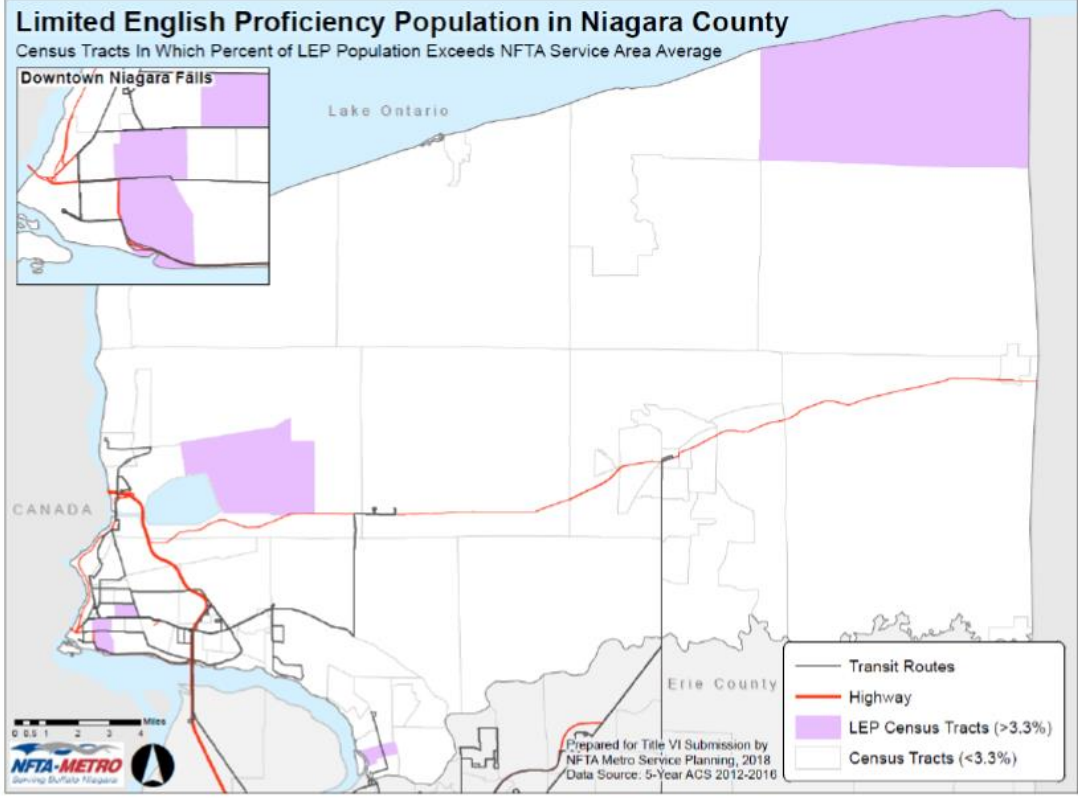 Limited English Proficiency Population in Niagara County
Census Tracts In Which Percent of LEP Population Exceeds NFTA Service Area Average
Downtown Niagara Falls
Lake Ontario
CANADA
Erie County
Transit Routes
Highway
LEP Census Tracts (>3.3%)
Census Tracts (<3.3%)
Miles
0 0.5 1 2 3 4
NFTA-METRO
Serving Buffalo Niagara
Prepared for Title VI Submission by
NFTA Metro Service Planning, 2018
Data Source: 5-Year ACS 2012-2016